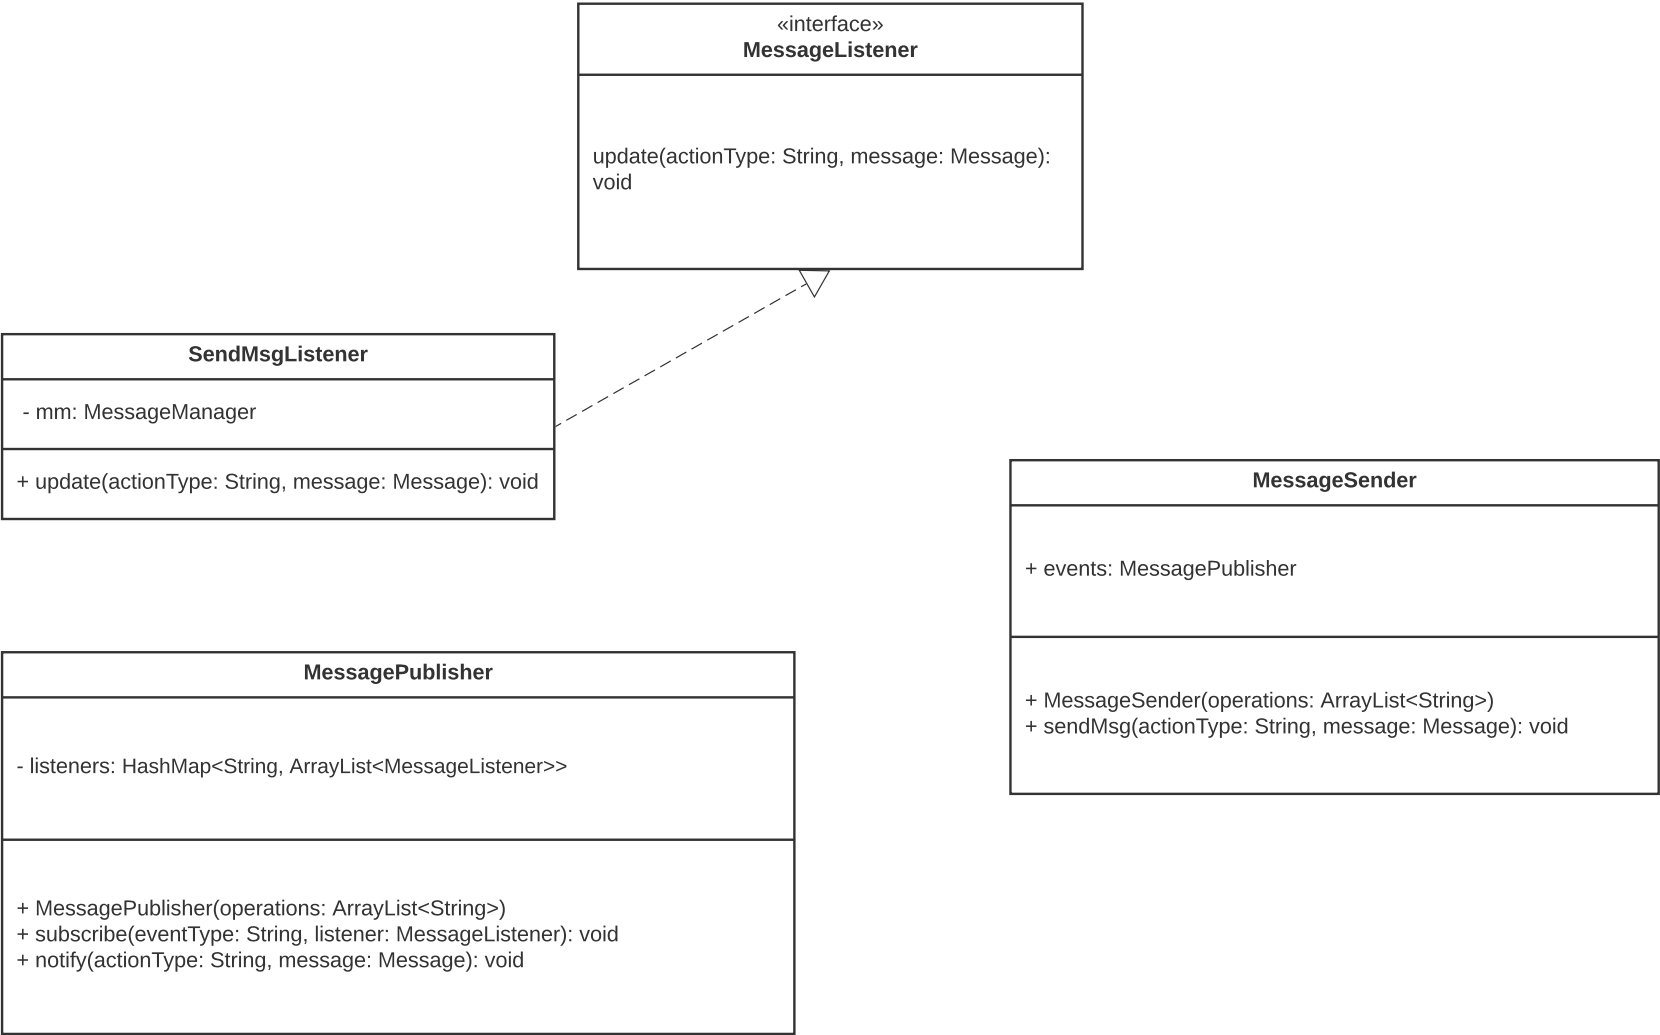 «interface»
MessageListener
update(actionType: String, message: Message):
void
SendMsgListener
- mm: MessageManager
+ update(actionType: String, message: Message): void
MessageSender
+ events: MessagePublisher
+ MessageSender(operations: ArrayList<String>)
+ sendMsg(actionType: String, message: Message): void
MessagePublisher
- listeners: HashMap<String, ArrayList<MessageListener>>
+ MessagePublisher(operations: ArrayList<String>)
+ subscribe(eventType: String, listener: MessageListener): void
+ notify(actionType: String, message: Message): void